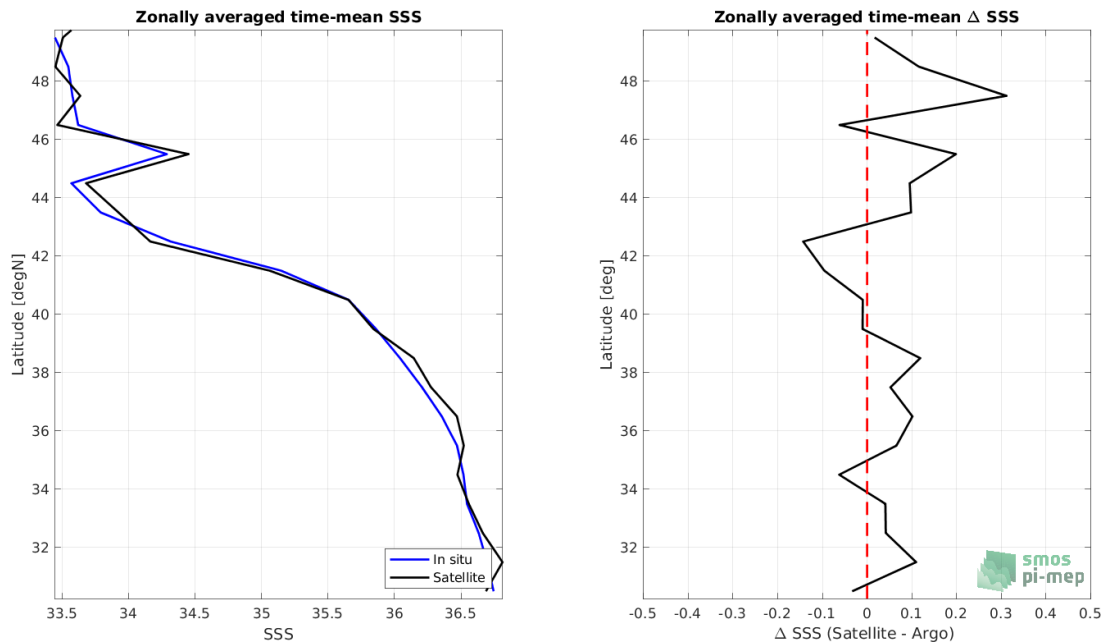 Zonally averaged time-mean SSS
Latitude [degN]
48
46
44
42
40
38
36
34
32
33.5 34 34.5 35 35.5 36 36.5
SSS
In situ
Satellite
Zonally averaged time-mean Δ SSS
Latitude [deg]
48
46
44
42
40
38
36
34
32
-0.5 -0.4 -0.3 -0.2 -0.1 0 0.1 0.2 0.3 0.4 0.5
Δ SSS (Satellite - Argo)
smos
pi-mep